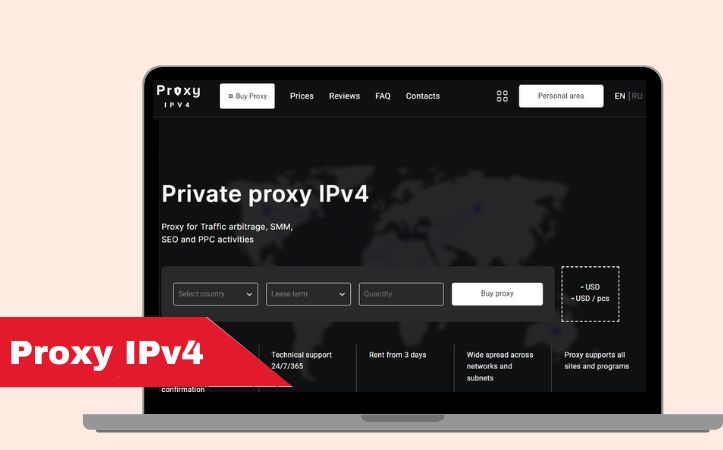 Proxy
IPV4
≡ Buy Proxy
Prices
Reviews
FAQ
Contacts
Personal area
EN | RU
Private proxy IPv4
Proxy for Traffic arbitrage, SMM,
SEO and PPC activities
Select country
Lease term
Quantity
Buy proxy
- USD
- USD / pcs
Proxy IPv4
confirmation
Technical support
24/7/365
Rent from 3 days
Wide spread across
networks and
subnets
Proxy supports all
sites and programs